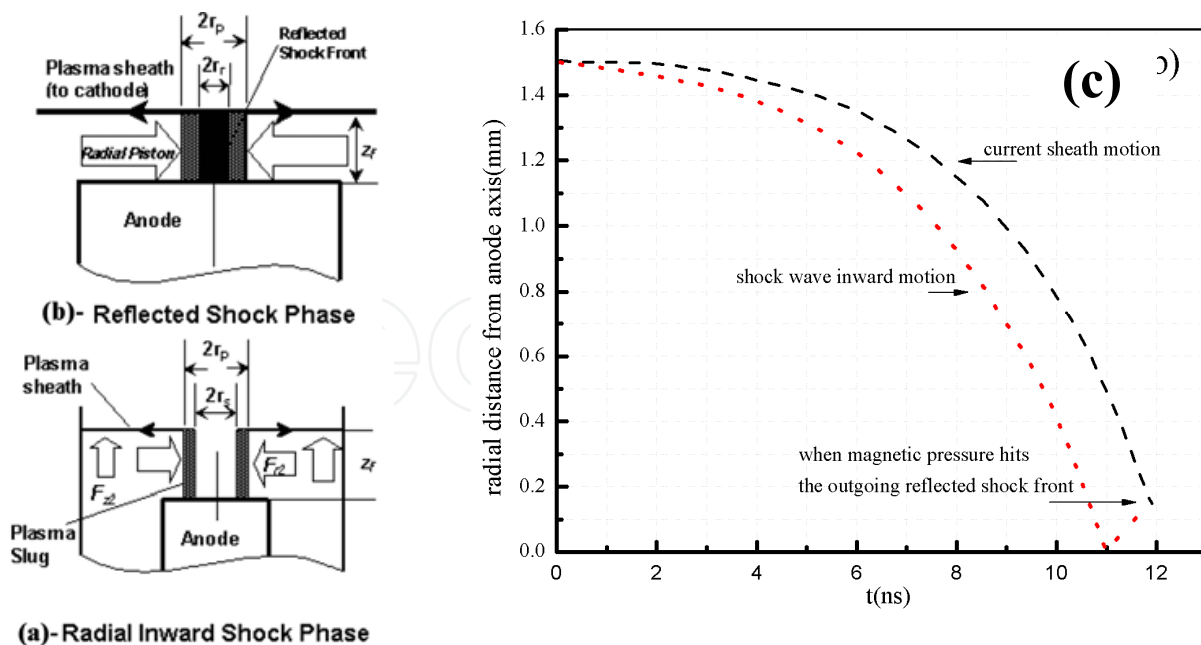 2rp
Reflected
Shock Front
Plasma sheath
(to cathode)
2rr
Radial Piston
zF
Anode
(b)- Reflected Shock Phase
2rp
Plasma
sheath
2rs
Fz2
Fr2
zF
Plasma
Slug
Anode
(a)- Radial Inward Shock Phase
(c)
)
radial distance from anode axis(mm)
1.6
1.4
1.2
1.0
0.8
0.6
0.4
0.2
0.0
current sheath motion
shock wave inward motion
when magnetic pressure hits
the outgoing reflected shock front
0
2
4
6
8
10
12
t(ns)